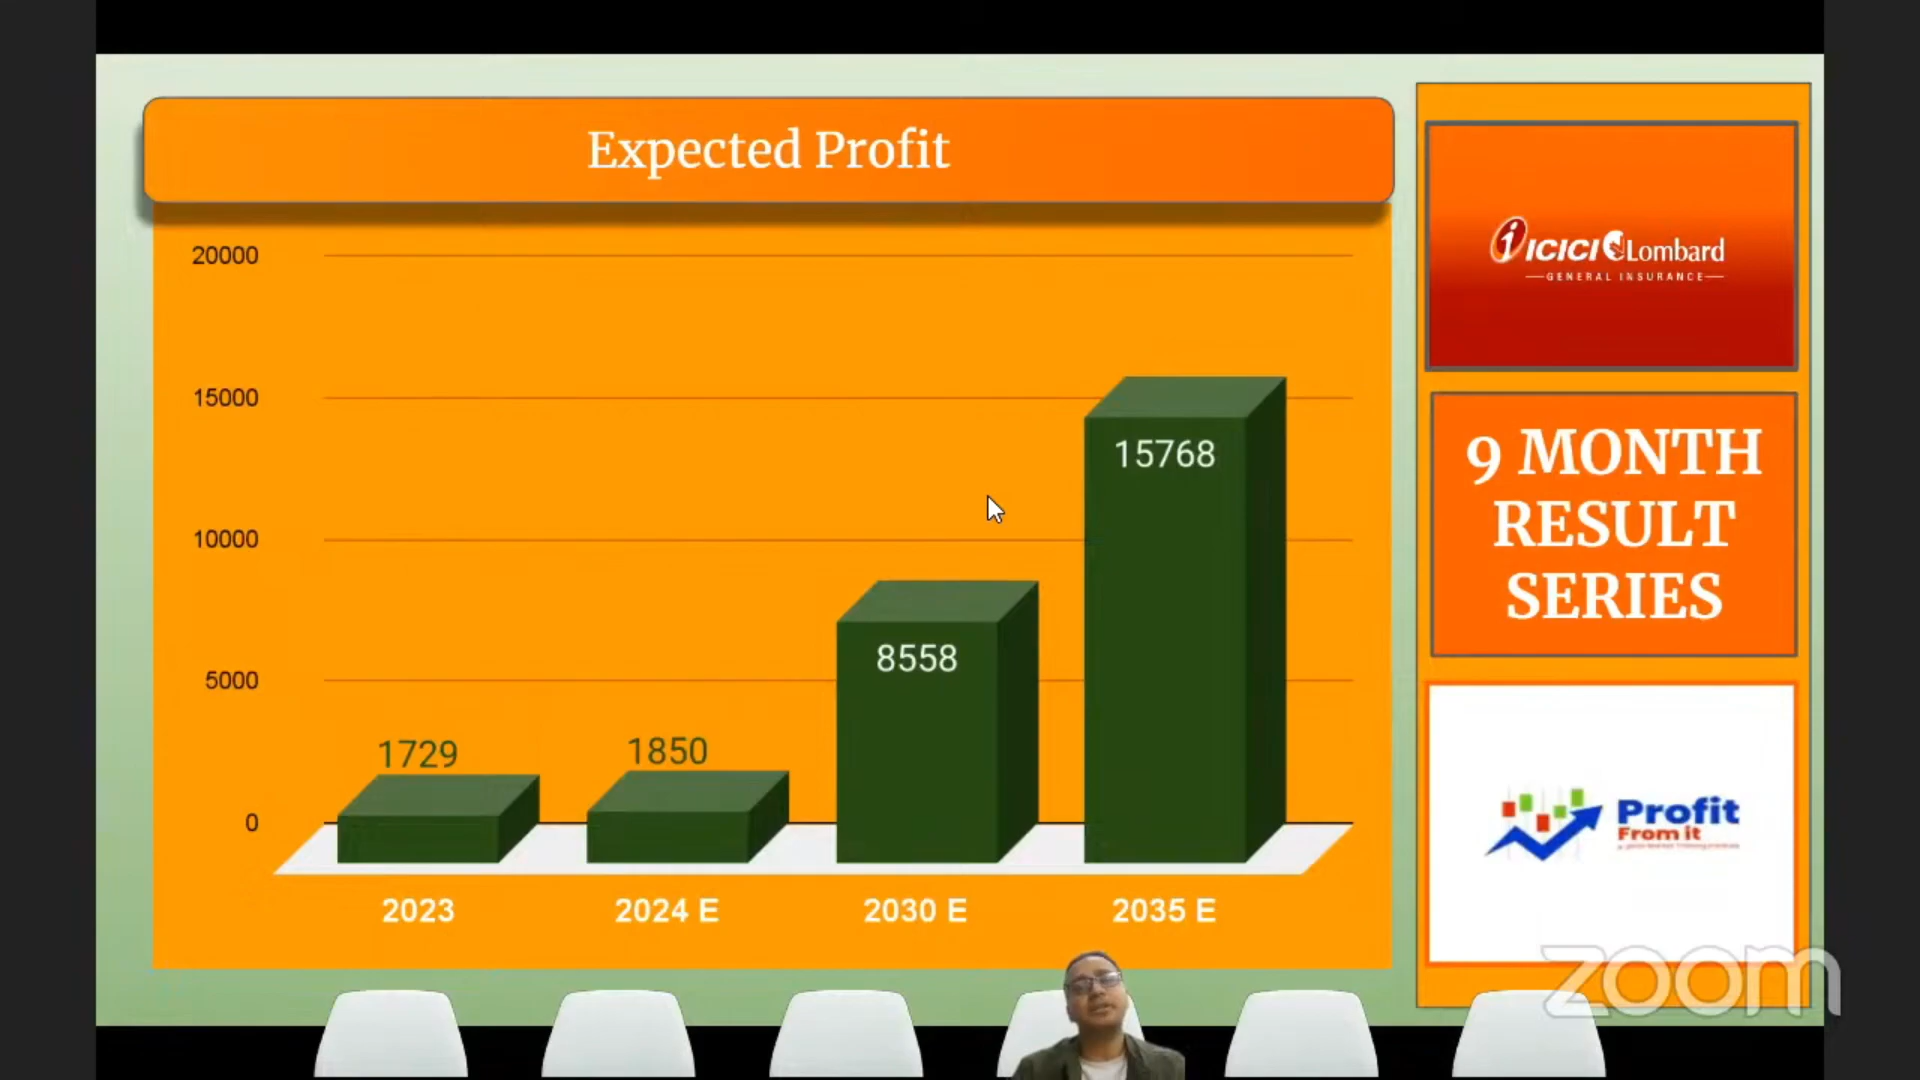 Expected Profit
20000
15000
10000
5000
0
1729
1850
8558
15768
2023
2024 E
2030 E
2035 E
ICICI Lombard
GENERAL INSURANCE
9 MONTH
RESULT
SERIES
Profit
From it
zoom